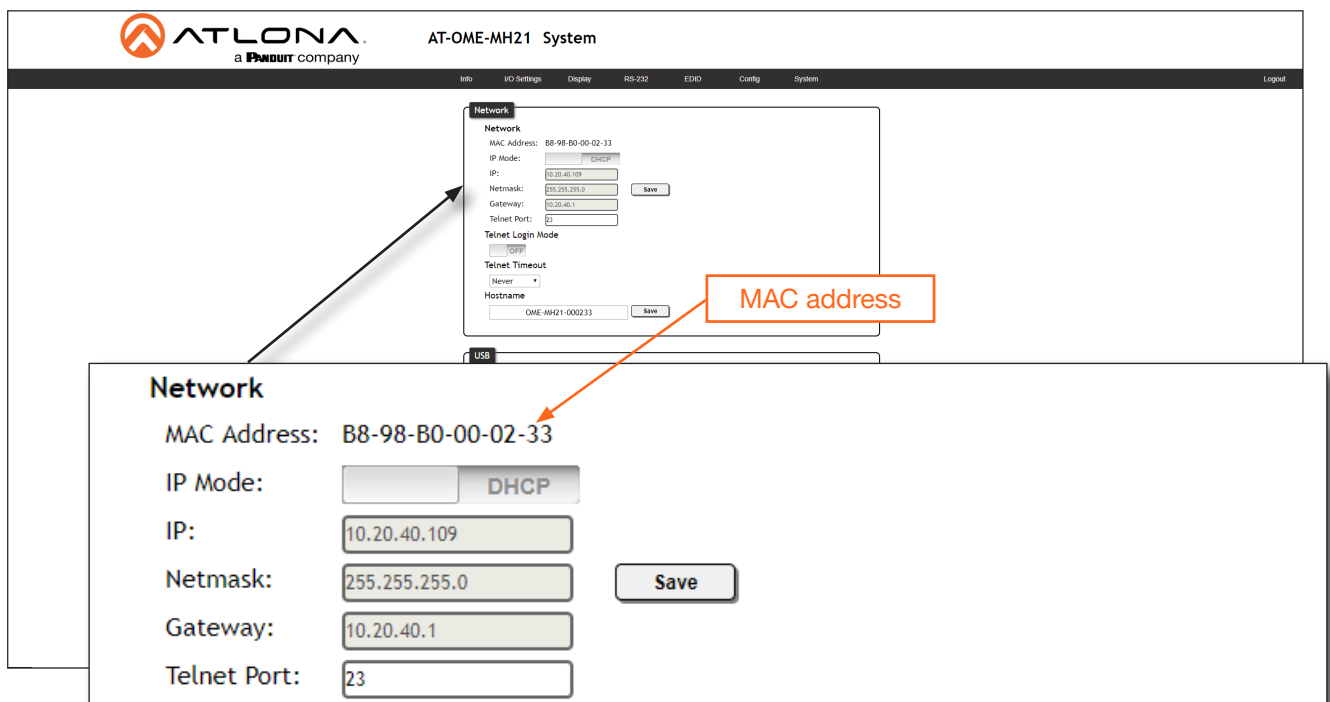 ATLONA.
a PANDUIT company
AT-OME-MH21 System
Info I/O Settings Display RS-232 EDID Config System Logout
Network
Network
MAC Address: B8-98-B0-00-02-33
IP Mode: DHCP
IP: 10.20.40.109
Netmask: 255.255.255.0 Save
Gateway: 10.20.40.1
Telnet Port: 23
Telnet Login Mode
OFF
Telnet Timeout
Never
Hostname
OME-MH21-000233 Save
MAC address
USB
Network
MAC Address: B8-98-B0-00-02-33
IP Mode: DHCP
IP: 10.20.40.109
Netmask: 255.255.255.0 Save
Gateway: 10.20.40.1
Telnet Port: 23